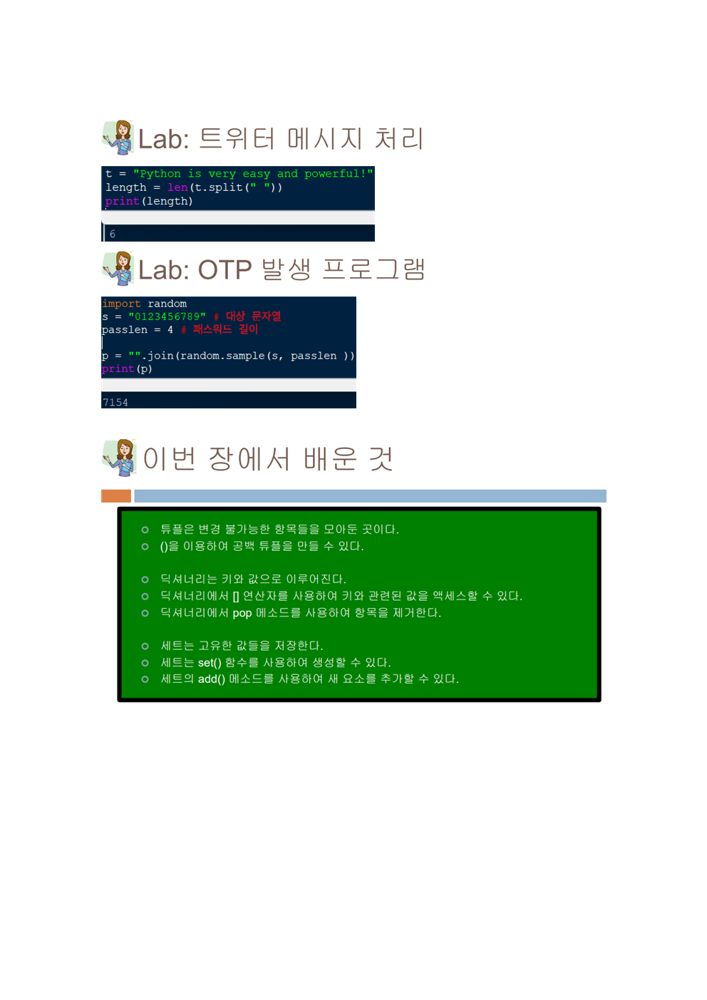 Lab: 트위터 메시지 처리
t = "Python is very easy and powerful!"
length = len(t.split(" "))
print(length)
6
Lab: OTP 발생 프로그램
import random
s = "0123456789" # 대상 문자열
passlen = 4 # 패스워드 길이
p = "".join(random.sample(s, passlen ))
print(p)
7154
이번 장에서 배운 것
튜플은 변경 불가능한 항목들을 모아둔 곳이다.
()을 이용하여 공백 튜플을 만들 수 있다.
딕셔너리는 키와 값으로 이루어진다.
딕셔너리에서 [] 연산자를 사용하여 키와 관련된 값을 액세스할 수 있다.
딕셔너리에서 pop 메소드를 사용하여 항목을 제거한다.
세트는 고유한 값들을 저장한다.
세트는 set() 함수를 사용하여 생성할 수 있다.
세트의 add() 메소드를 사용하여 새 요소를 추가할 수 있다.